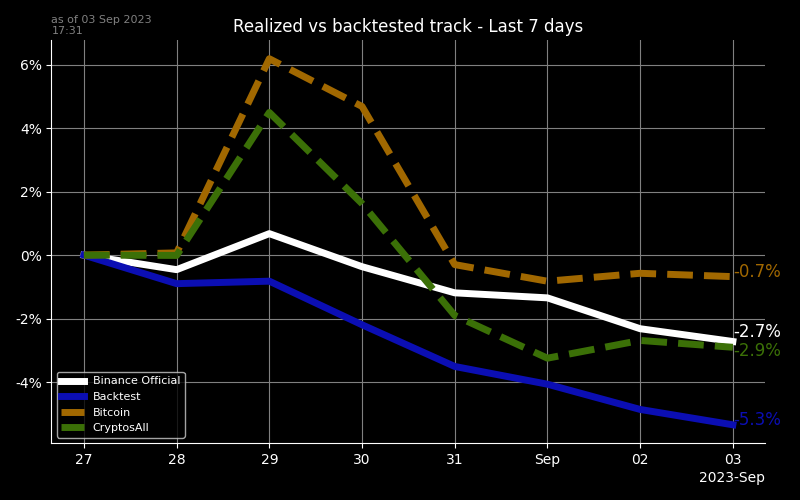 as of 03 Sep 2023
17:31
Realized vs backtested track - Last 7 days
6%
4%
2%
0%
-2%
-4%
-0.7%
-2.7%
-2.9%
-5.3%
Binance Official
Backtest
Bitcoin
CryptosAll
27 28 29 30 31 Sep 02 03
2023-Sep